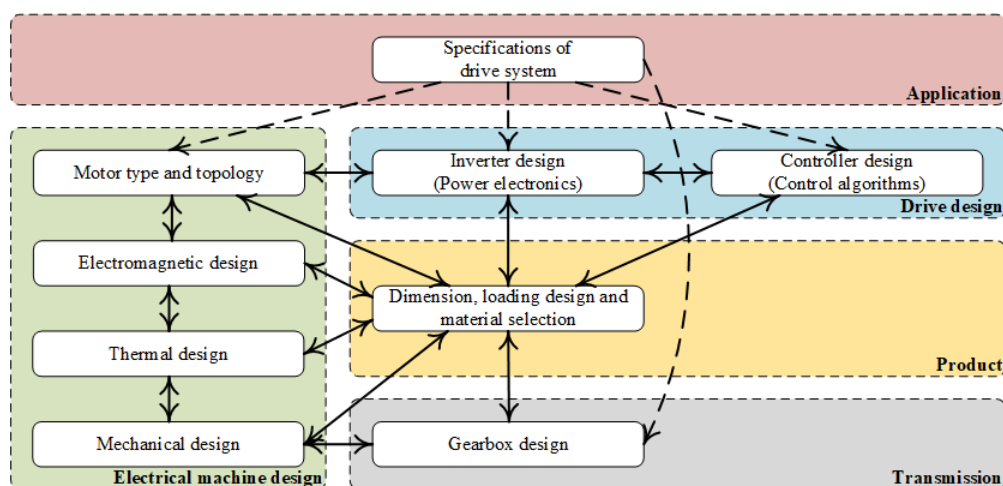 Specifications of
drive system
Application
Motor type and topology
Inverter design
(Power electronics)
Controller design
(Control algorithms)
Drive design
Electromagnetic design
Dimension, loading design and
material selection
Thermal design
Product
Mechanical design
Gearbox design
Electrical machine design
Transmission